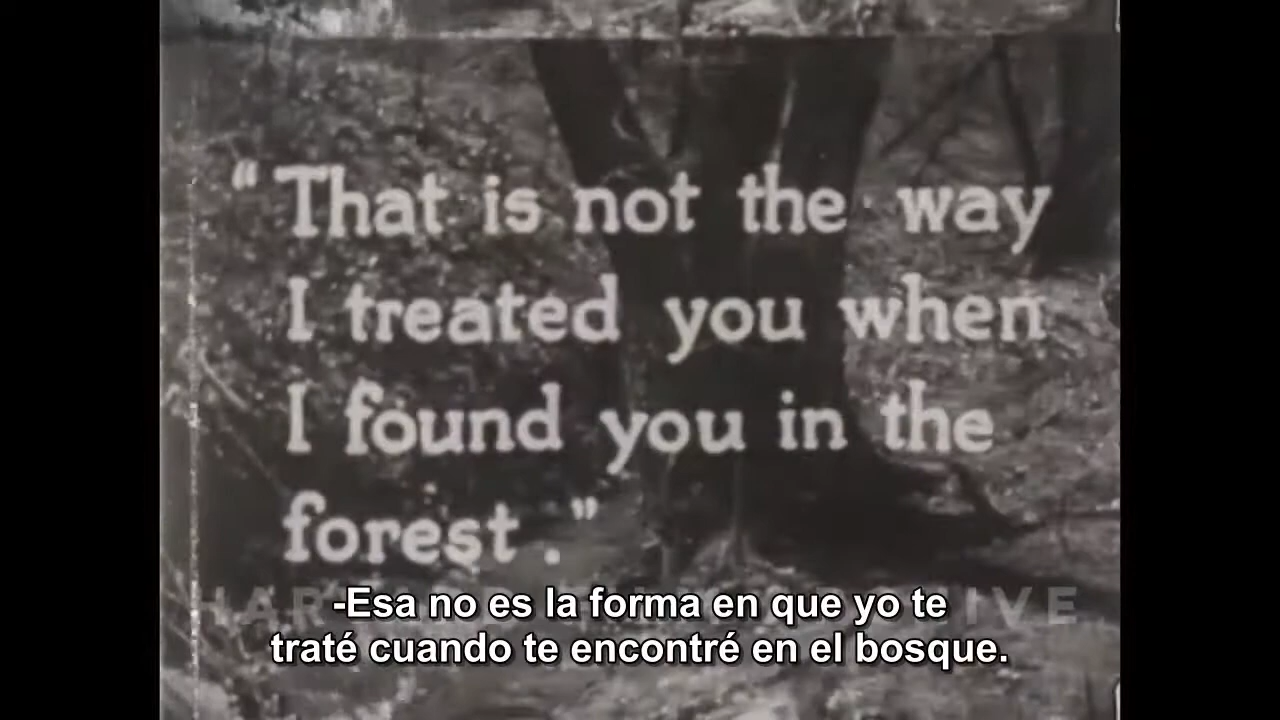 “That is not the way
I treated you when
I found you in the
forest.”
-Esa no es la forma en que yo te
traté cuando te encontré en el bosque.